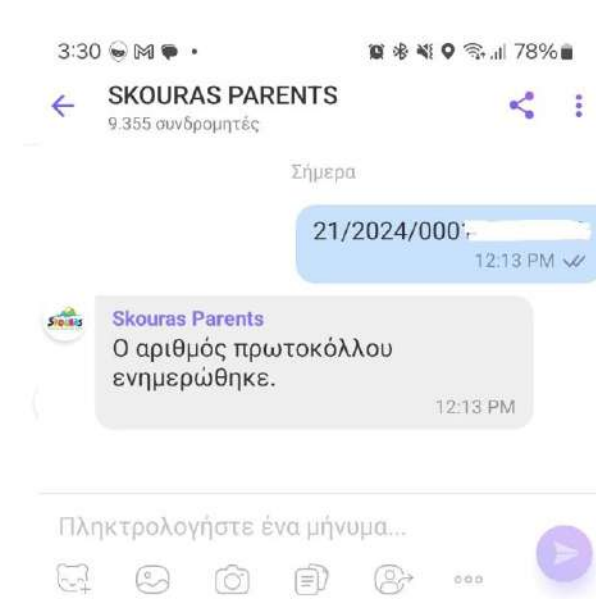 3:30
78%
SKOURAS PARENTS
9.355 συνδρομητές
Σήμερα
21/2024/000
12:13 PM
SKOURAS
Skouras Parents
Ο αριθμός πρωτοκόλλου
ενημερώθηκε.
12:13 PM
Πληκτρολογήστε ένα μήνυμα...